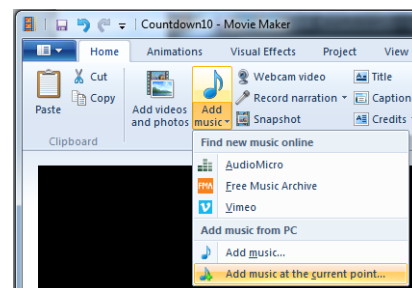 Countdown10 - Movie Maker
Home Animations Visual Effects Project View
Paste
Cut
Copy
Clipboard
Add videos
and photos
Add
music
Webcam video
Record narration
Snapshot
Title
Caption
Credits
Find new music online
AudioMicro
FMA Free Music Archive
Vimeo
Add music from PC
Add music...
Add music at the current point...